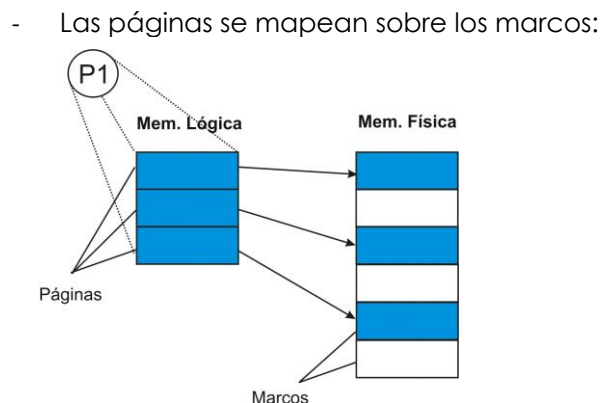 - Las páginas se mapean sobre los marcos:
P1
Mem. Lógica
Mem. Física
Páginas
Marcos